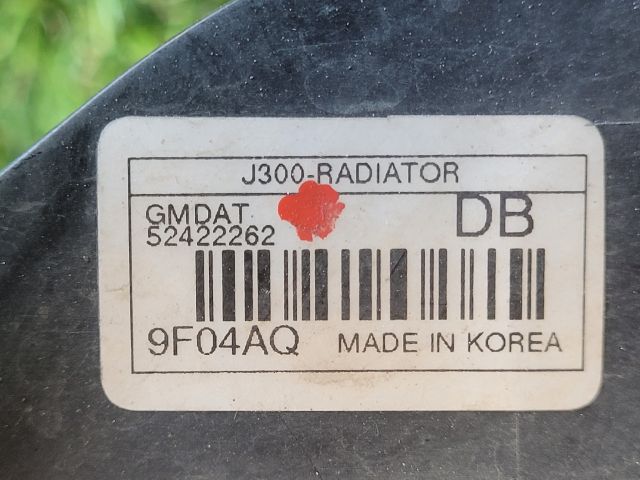 J300-RADIATOR
GMDAT
DB
52422262
9F04AQ MADE IN KOREA